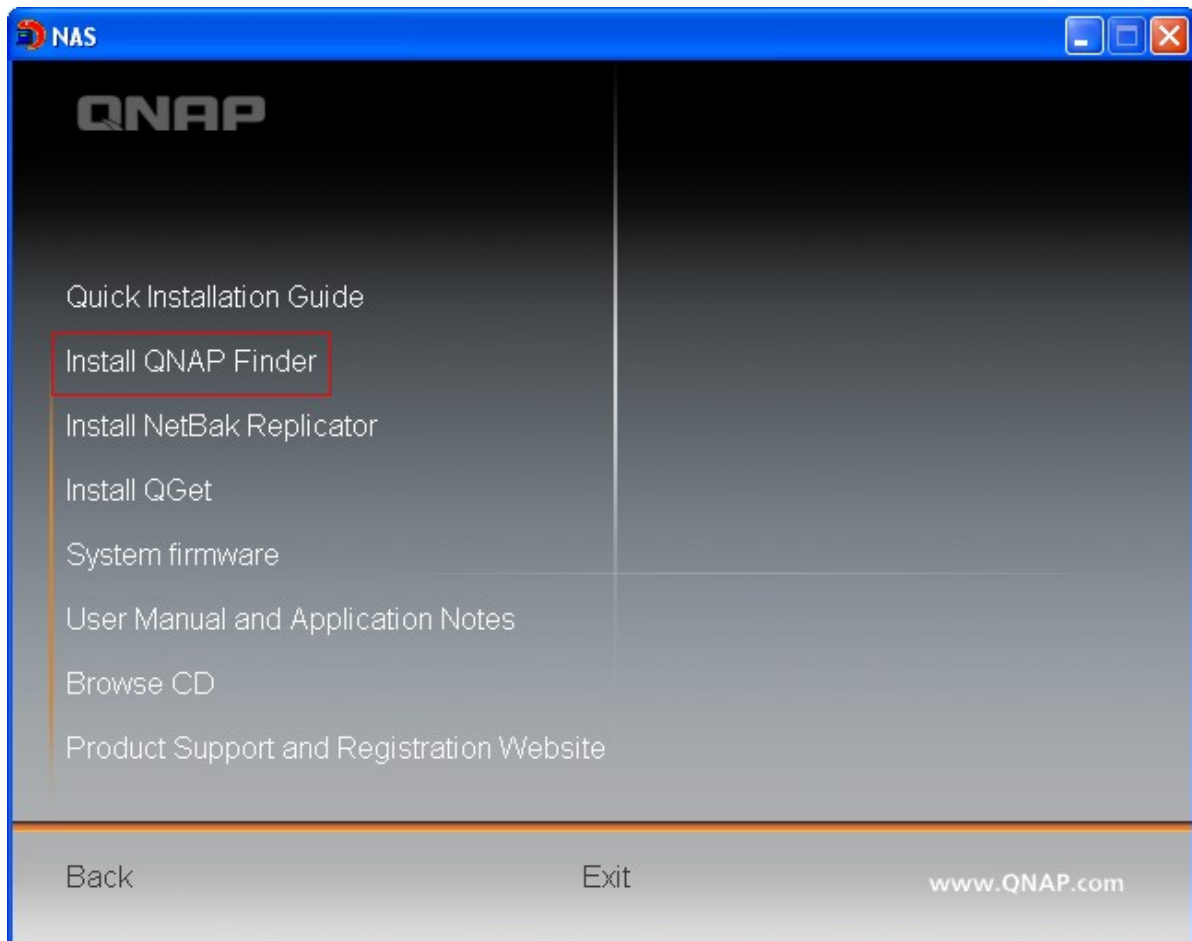 NAS
QNAP
Quick Installation Guide
Install QNAP Finder
Install NetBak Replicator
Install QGet
System firmware
User Manual and Application Notes
Browse CD
Product Support and Registration Website
Back
Exit
www.QNAP.com